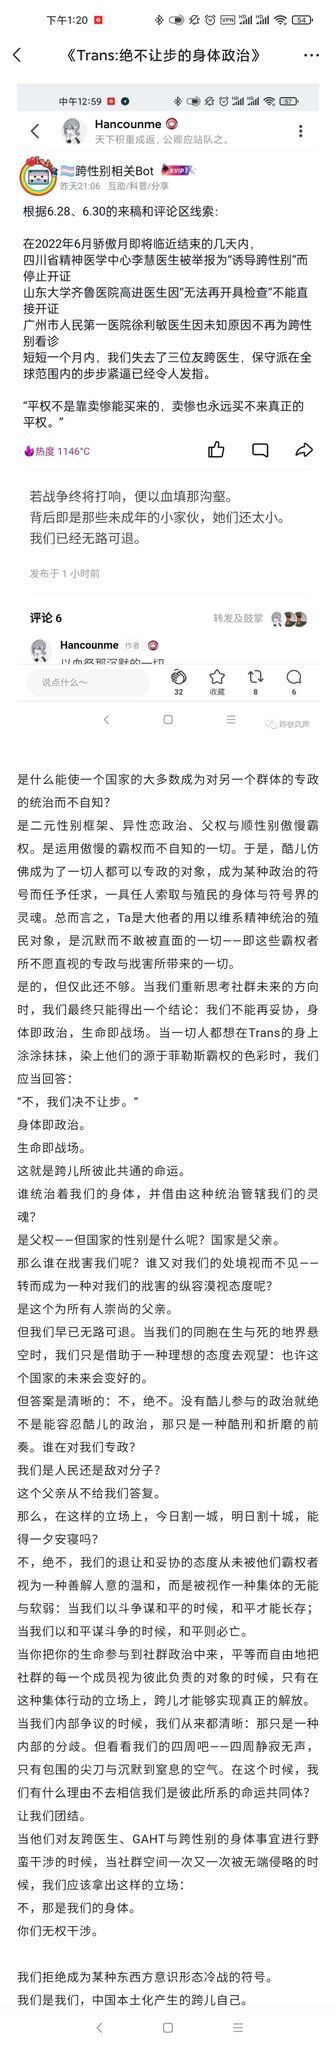 下午1:20
VPN
54
《Trans:绝不让步的身体政治》
中午12:59
57
Hancounme
天下积重成返，公卿应站队之。
跨性别相关Bot
XVIP1
昨天21:06 互助/科普/分享
根据6.28、6.30的来稿和评论区线索：
在2022年6月骄傲月即将临近结束的几天内，
四川省精神医学中心李慧医生被举报为“诱导跨性别”而
停止开证
山东大学齐鲁医院高进医生因“无法再开具检查”不能直
接开证
广州市人民第一医院徐利敏医生因未知原因不再为跨性
别看诊
短短一个月内，我们失去了三位友跨医生，保守派在全
球范围内的步步紧逼已经令人发指。
“平权不是靠卖惨能买来的，卖惨也永远买不来真正的
平权。”
热度 1146°C
若战争终将打响，便以血填那沟壑。
背后即是那些未成年的小家伙，她们还太小。
我们已经无路可退。
发布于 1 小时前
评论 6
转发及鼓掌
Hancounme 作者
以血祭那沉默的一切
说点什么～
32
收藏
8
6
昨夜风声
是什么能使一个国家的大多数成为对另一个群体的专政
的统治而不自知？
是二元性别框架、异性恋政治、父权与顺性别傲慢霸
权。是运用傲慢的霸权而不自知的一切。于是，酷儿仿
佛成为了一切人都可以专政的对象，成为某种政治的符
号而任予任求，一具任人索取与殖民的身体与符号界的
灵魂。总而言之，Ta是大他者的用以维系精神统治的殖
民对象，是沉默而不敢被直面的一切——即这些霸权者
所不愿直视的专政与戕害所带来的一切。
是的，但仅此还不够。当我们重新思考社群未来的方向
时，我们最终只能得出一个结论：我们不能再妥协，身
体即政治，生命即战场。当一切人都想在Trans的身上
涂涂抹抹，染上他们的源于菲勒斯霸权的色彩时，我们
应当回答：
“不，我们决不让步。”
身体即政治。
生命即战场。
这就是跨儿所彼此共通的命运。
谁统治着我们的身体，并借由这种统治管辖我们的灵
魂？
是父权——但国家的性别是什么呢？国家是父亲。
那么谁在戕害我们呢？谁又对我们的处境视而不见——
转而成为一种对我们的戕害的纵容漠视态度呢？
是这个为所有人崇尚的父亲。
但我们早已无路可退。当我们的同胞在生与死的地界悬
空时，我们只是借助于一种理想的态度去观望：也许这
个国家的未来会变好的。
但答案是清晰的：不，绝不。没有酷儿参与的政治就绝
不是能容忍酷儿的政治，那只是一种酷刑和折磨的前
奏。谁在对我们专政？
我们是人民还是敌对分子？
这个父亲从不给我们答复。
那么，在这样的立场上，今日割一城，明日割十城，能
得一夕安寝吗？
不，绝不，我们的退让和妥协的态度从未被他们霸权者
视为一种善解人意的温和，而是被视作一种集体的无能
与软弱：当我们以斗争谋和平的时候，和平才能长存；
当我们以和平谋斗争的时候，和平则必亡。
当你把你的生命参与到社群政治中来，平等而自由地把
社群的每一个成员视为彼此负责的对象的时候，只有在
这种集体行动的立场上，跨儿才能够实现真正的解放。
当我们内部争议的时候，我们从来都清晰：那只是一种
内部的分歧。但看看我们的四周吧——四周静寂无声，
只有包围的尖刀与沉默到窒息的空气。在这个时候，我
们有什么理由不去相信我们是彼此所系的命运共同体？
让我们团结。
当他们对友跨医生、GAHT与跨性别的身体事宜进行野
蛮干涉的时候，当社群空间一次又一次被无端侵略的时
候，我们应该拿出这样的立场：
不，那是我们的身体。
你们无权干涉。
我们拒绝成为某种东西方意识形态冷战的符号。
我们是我们，中国本土化产生的跨儿自己。